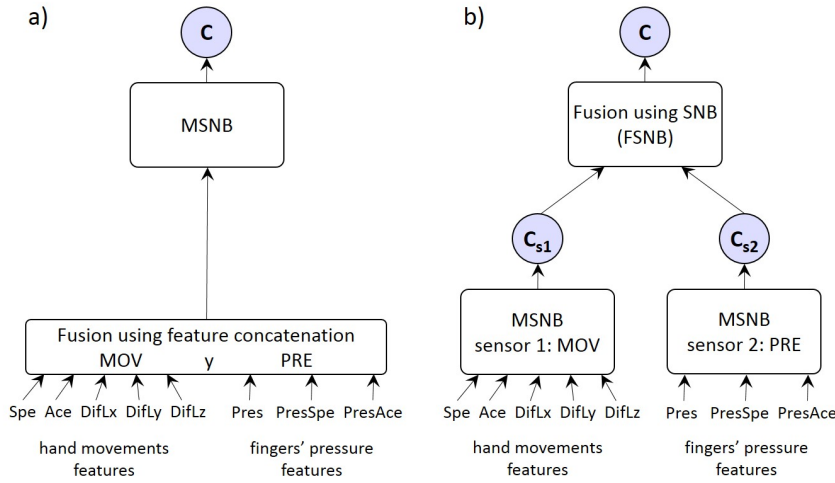 a)
C
MSNB
Fusion using feature concatenation
MOV y PRE
Spe Ace DifLx DifLy DifLz Pres PresSpe PresAce
hand movements
features
fingers’ pressure
features
b)
C
Fusion using SNB
(FSNB)
Cs1 Cs2
MSNB
sensor 1: MOV
MSNB
sensor 2: PRE
Spe Ace DifLx DifLy DifLz Pres PresSpe PresAce
hand movements
features
fingers’ pressure
features